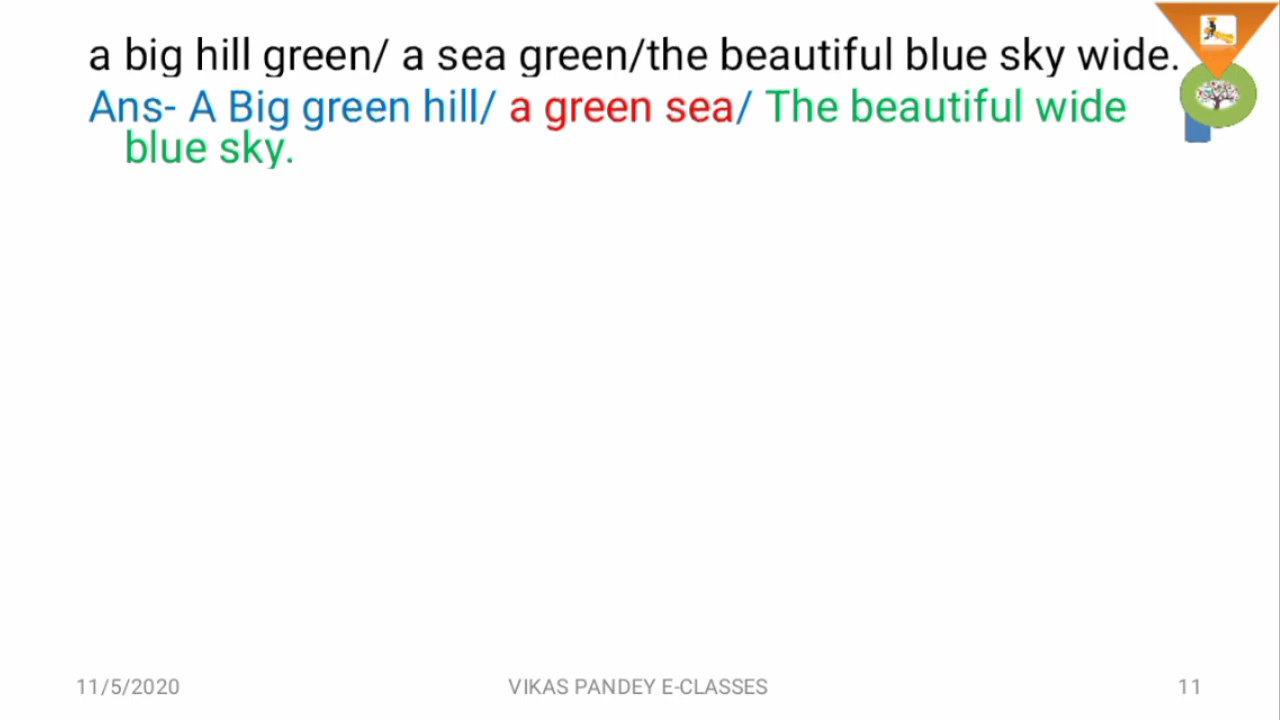 a big hill green/ a sea green/the beautiful blue sky wide.
Ans- A Big green hill/ a green sea/ The beautiful wide
blue sky.
11/5/2020 VIKAS PANDEY E-CLASSES 11